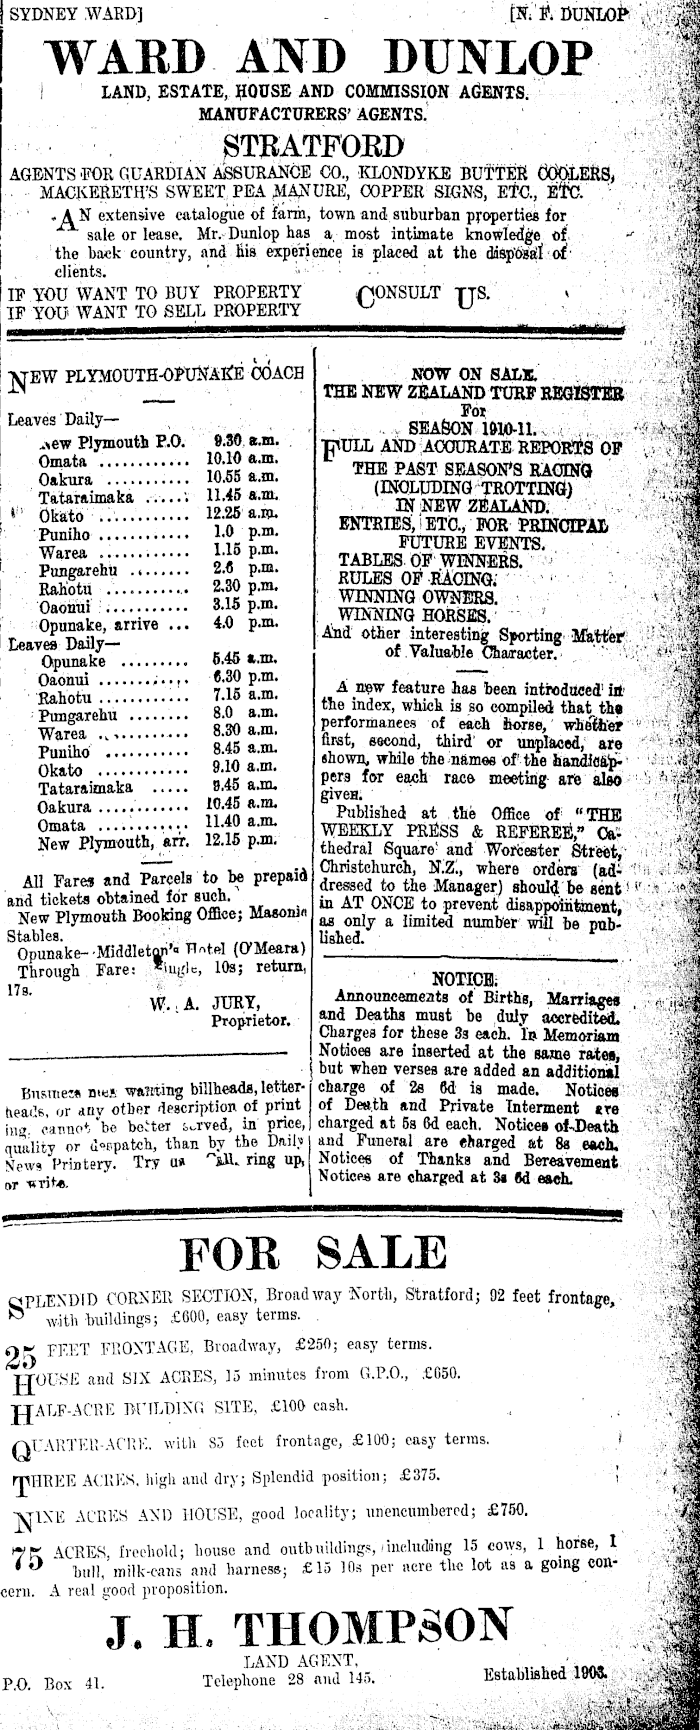 SYDNEY WARD] [N. F. DUNLOP
WARD AND DUNLOP
LAND, ESTATE, HOUSE AND COMMISSION AGENTS.
MANUFACTURERS' AGENTS.
STRATFORD
AGENTS FOR GUARDIAN ASSURANCE CO., KLONDYKE BUTTER COOLERS,
MACKERETH'S SWEET PEA MANURE, COPPER SIGNS, ETC., ETC.
AN extensive catalogue of farm, town and suburban properties for
sale or lease. Mr. Dunlop has a most intimate knowledge of
the back country, and his experience is placed at the disposal of
clients.
IF YOU WANT TO BUY PROPERTY
IF YOU WANT TO SELL PROPERTY
CONSULT US.
NEW PLYMOUTH-OPUNAKE COACH
Leaves Daily—
New Plymouth P.O. 9.30 a.m.
Omata ............ 10.10 a.m.
Oakura ............ 10.55 a.m.
Tataraimaka ...... 11.45 a.m.
Okato ............ 12.25 a.m.
Puniho ............ 1.0 p.m.
Warea ............ 1.15 p.m.
Pungarehu ........ 2.6 p.m.
Rahotu ........... 2.30 p.m.
Oaonui ........... 3.15 p.m.
Opunake, arrive ... 4.0 p.m.
Leaves Daily—
Opunake ......... 5.45 a.m.
Oaonui ............ 6.30 p.m.
Rahotu ............ 7.15 a.m.
Pungarehu ........ 8.0 a.m.
Warea ............ 8.30 a.m.
Puniho ............ 8.45 a.m.
Okato ............ 9.10 a.m.
Tataraimaka ..... 9.45 a.m.
Oakura ............ 10.45 a.m.
Omata ............ 11.40 a.m.
New Plymouth, arr. 12.15 p.m.
All Fares and Parcels to be prepaid
and tickets obtained for such.
New Plymouth Booking Office; Masonic
Stables.
Opunake—Middleton's Hotel (O'Meara)
Through Fare: Single, 10s; return,
17s.
W. A. JURY,
Proprietor.
Business men wanting billheads, letter-
heads, or any other description of print
ing, cannot be better served, in price,
quality or despatch, than by the Daily
News Printery. Try us Call, ring up,
or write.
NOW ON SALE.
THE NEW ZEALAND TURF REGISTER
For
SEASON 1910-11.
FULL AND ACCURATE REPORTS OF
THE PAST SEASON'S RACING
(INCLUDING TROTTING)
IN NEW ZEALAND.
ENTRIES, ETC., FOR PRINCIPAL
FUTURE EVENTS.
TABLES OF WINNERS.
RULES OF RACING.
WINNING OWNERS.
WINNING HORSES.
And other interesting Sporting Matter
of Valuable Character.
A new feature has been introduced in
the index, which is so compiled that the
performances of each horse, whether
first, second, third or unplaced, are
shown, while the names of the handicap-
pers for each race meeting are also
given.
Published at the Office of "THE
WEEKLY PRESS & REFEREE," Ca-
thedral Square and Worcester Street,
Christchurch, N.Z., where orders (ad-
dressed to the Manager) should be sent
in AT ONCE to prevent disappointment,
as only a limited number will be pub-
lished.
NOTICE.
Announcements of Births, Marriages
and Deaths must be duly accredited.
Charges for these 3s each. In Memoriam
Notices are inserted at the same rates,
but when verses are added an additional
charge of 2s 6d is made. Notices
of Death and Private Interment are
charged at 5s 6d each. Notices of Death
and Funeral are charged at 8s each.
Notices of Thanks and Bereavement
Notices are charged at 3s 6d each.
FOR SALE
SPLENDID CORNER SECTION, Broadway North, Stratford; 92 feet frontage,
with buildings; £600, easy terms.
25 FEET FRONTAGE, Broadway, £250; easy terms.
HOUSE and SIX ACRES, 15 minutes from G.P.O., £650.
HALF-ACRE BUILDING SITE, £100 cash.
QUARTER-ACRE, with 85 feet frontage, £100; easy terms.
THREE ACRES, high and dry; Splendid position; £375.
NINE ACRES AND HOUSE, good locality; unencumbered; £750.
75 ACRES, freehold; house and outbuildings, including 15 cows, 1 horse, 1
bull, milk-cans and harness; £15 10s per acre the lot as a going con-
cern. A real good proposition.
J. H. THOMPSON
LAND AGENT,
P.O. Box 41. Telephone 28 and 145. Established 1903.